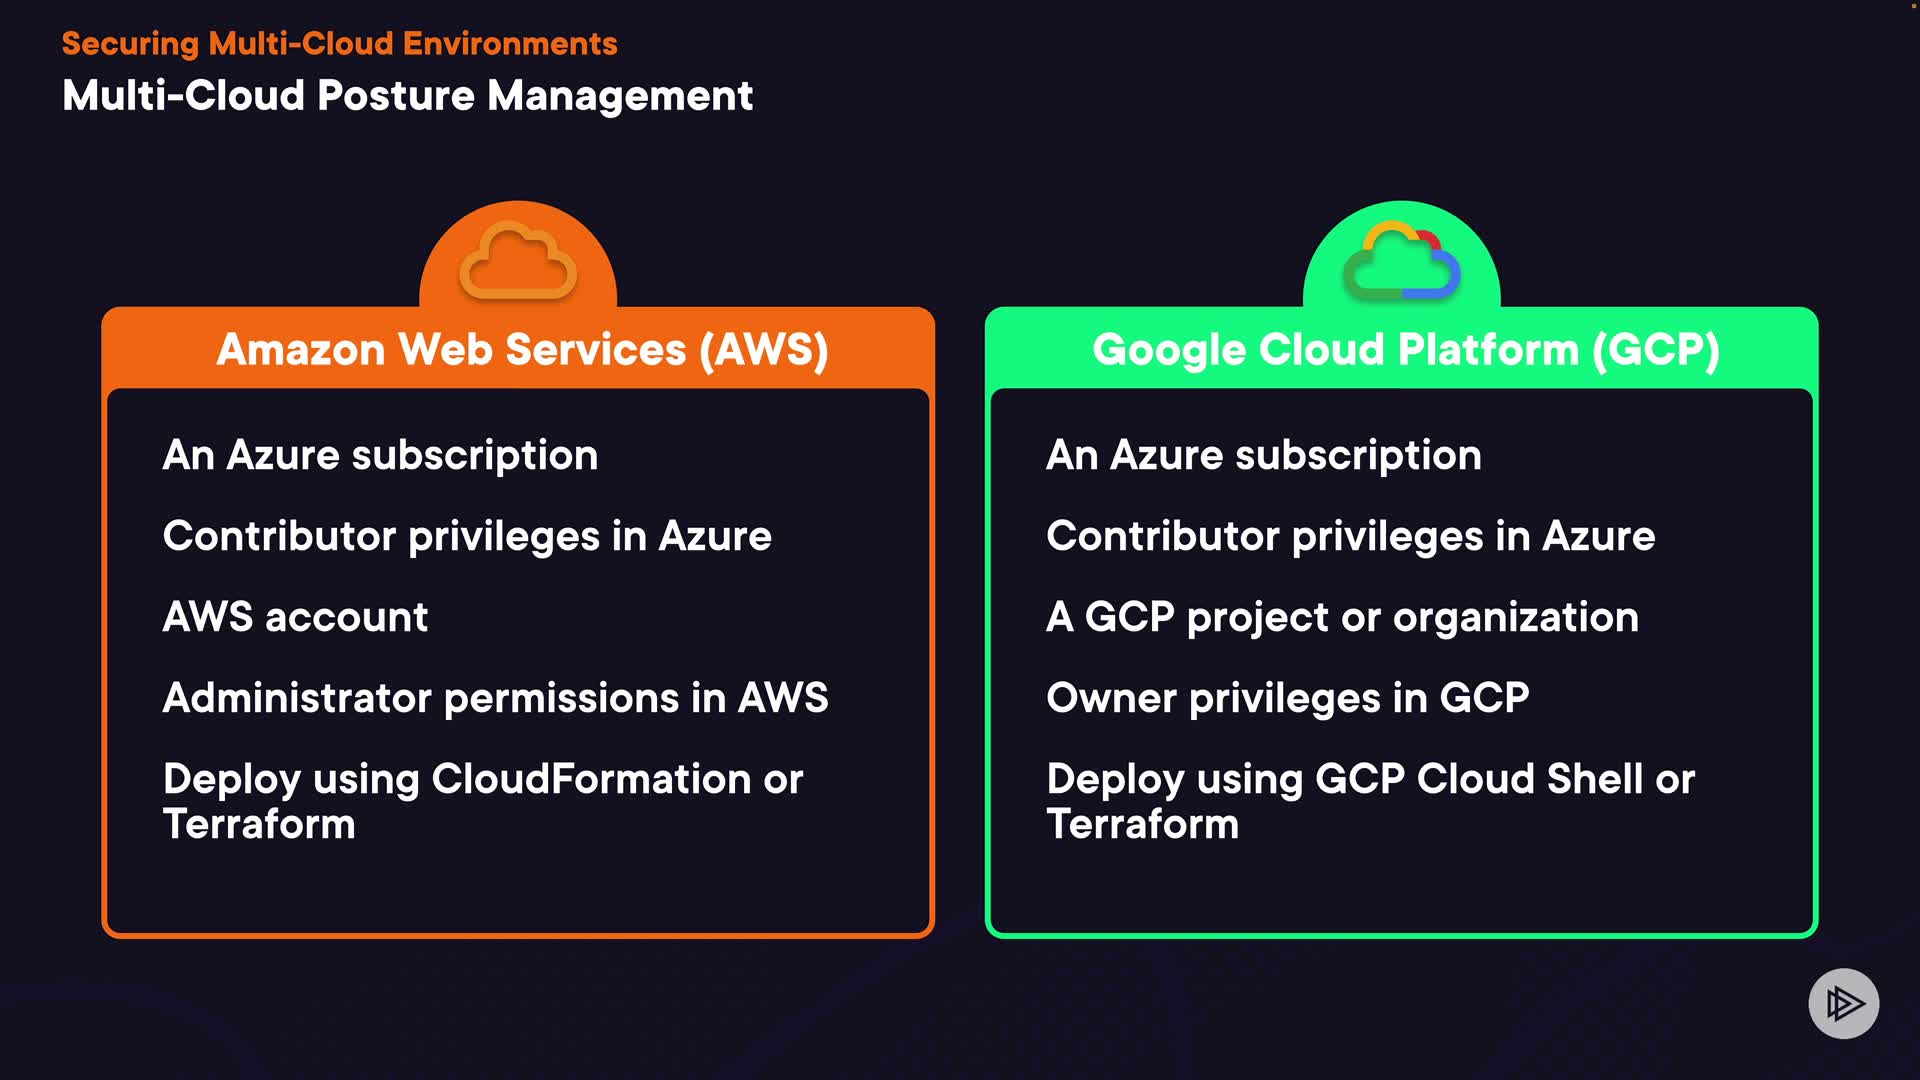 Securing Multi-Cloud Environments
Multi-Cloud Posture Management
Amazon Web Services (AWS)
An Azure subscription
Contributor privileges in Azure
AWS account
Administrator permissions in AWS
Deploy using CloudFormation or
Terraform
Google Cloud Platform (GCP)
An Azure subscription
Contributor privileges in Azure
A GCP project or organization
Owner privileges in GCP
Deploy using GCP Cloud Shell or
Terraform